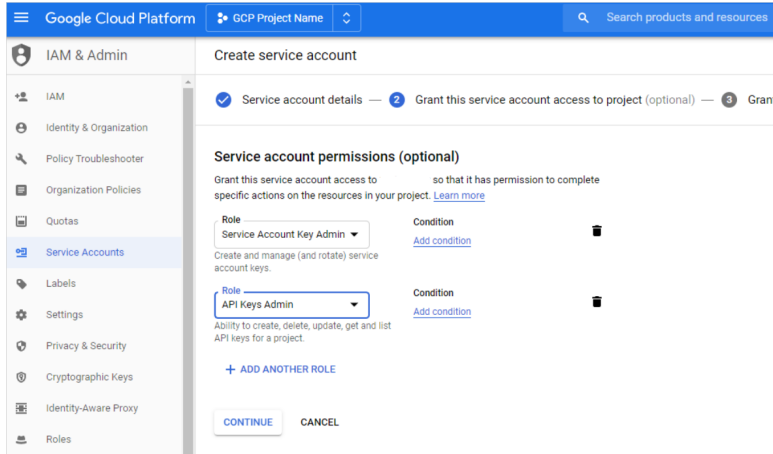 Google Cloud Platform
GCP Project Name
Search products and resources
IAM & Admin
Create service account
IAM
Identity & Organization
Policy Troubleshooter
Organization Policies
Quotas
Service Accounts
Labels
Settings
Privacy & Security
Cryptographic Keys
Identity-Aware Proxy
Roles
Service account details — 2 Grant this service account access to project (optional) — 3 Gran
Service account permissions (optional)
Grant this service account access to so that it has permission to complete
specific actions on the resources in your project. Learn more
Role
Service Account Key Admin
Condition
Add condition
Create and manage (and rotate) service
account keys.
Role
API Keys Admin
Condition
Add condition
Ability to create, delete, update, get and list
API keys for a project.
+ ADD ANOTHER ROLE
CONTINUE CANCEL